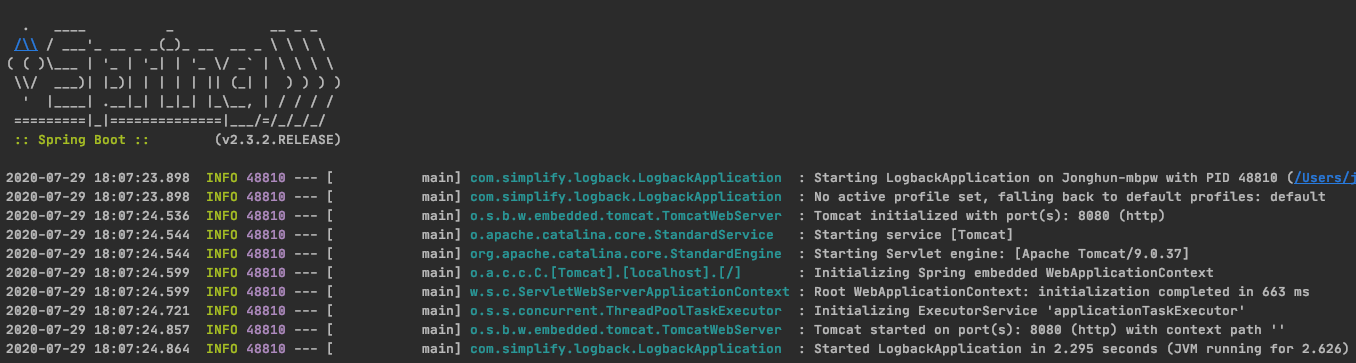 .   ____          _            __ _ _
 /\\ / ___'_ __ _ _(_)_ __  __ _ \ \ \ \
( ( )\___ | '_ | '_| | '_ \/ _` | \ \ \ \
 \\/  ___)| |_)| | | | | || (_| |  ) ) ) )
  '  |____| .__|_| |_|_| |_\__, | / / / /
 =========|_|==============|___/=/_/_/_/
 :: Spring Boot ::        (v2.3.2.RELEASE)
2020-07-29 18:07:23.898  INFO 48810 --- [           main] com.simplify.logback.LogbackApplication  : Starting LogbackApplication on Jonghun-mbpw with PID 48810 (/Users/j
2020-07-29 18:07:23.898  INFO 48810 --- [           main] com.simplify.logback.LogbackApplication  : No active profile set, falling back to default profiles: default
2020-07-29 18:07:24.536  INFO 48810 --- [           main] o.s.b.w.embedded.tomcat.TomcatWebServer  : Tomcat initialized with port(s): 8080 (http)
2020-07-29 18:07:24.544  INFO 48810 --- [           main] o.apache.catalina.core.StandardService   : Starting service [Tomcat]
2020-07-29 18:07:24.544  INFO 48810 --- [           main] org.apache.catalina.core.StandardEngine  : Starting Servlet engine: [Apache Tomcat/9.0.37]
2020-07-29 18:07:24.599  INFO 48810 --- [           main] o.a.c.c.C.[Tomcat].[localhost].[/]       : Initializing Spring embedded WebApplicationContext
2020-07-29 18:07:24.599  INFO 48810 --- [           main] w.s.c.ServletWebServerApplicationContext : Root WebApplicationContext: initialization completed in 663 ms
2020-07-29 18:07:24.721  INFO 48810 --- [           main] o.s.s.concurrent.ThreadPoolTaskExecutor  : Initializing ExecutorService 'applicationTaskExecutor'
2020-07-29 18:07:24.857  INFO 48810 --- [           main] o.s.b.w.embedded.tomcat.TomcatWebServer  : Tomcat started on port(s): 8080 (http) with context path ''
2020-07-29 18:07:24.864  INFO 48810 --- [           main] com.simplify.logback.LogbackApplication  : Started LogbackApplication in 2.295 seconds (JVM running for 2.626)